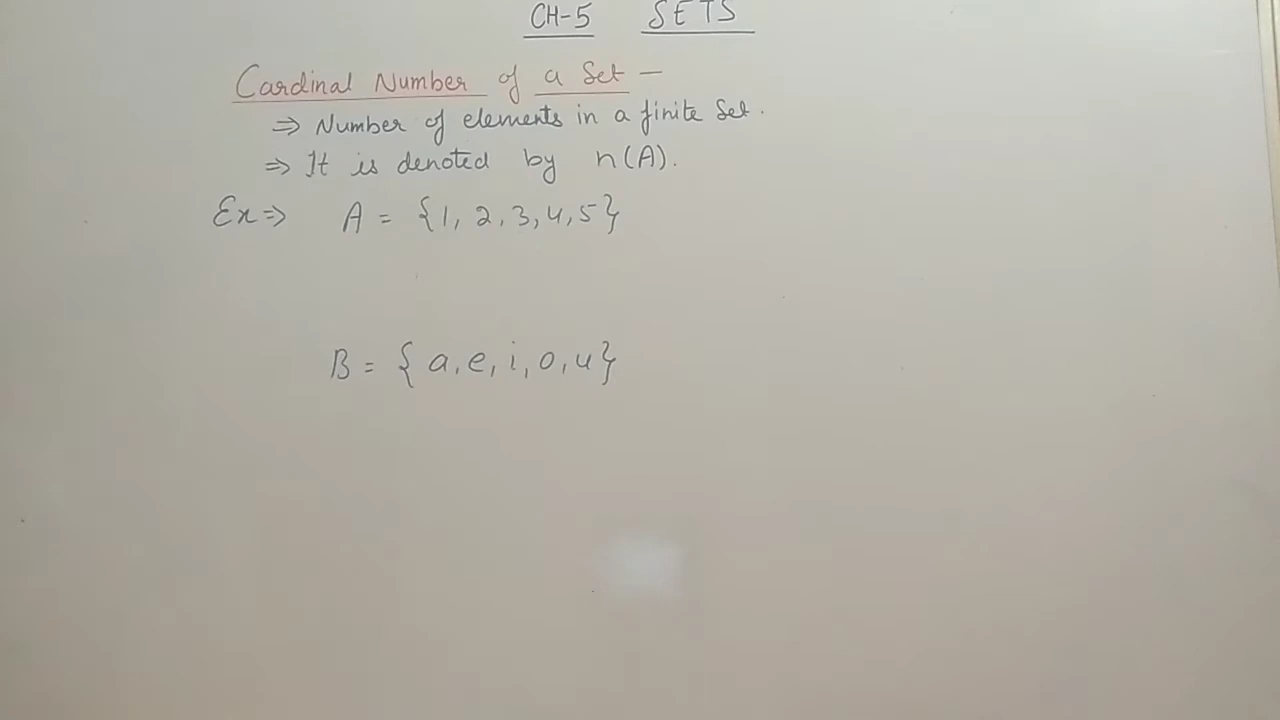 CH-5 SETS
Cardinal Number of a Set —
⇒ Number of elements in a finite Set.
⇒ It is denoted by n(A).
Ex ⇒ A = {1, 2, 3, 4, 5}
B = { a, e, i, o, u}